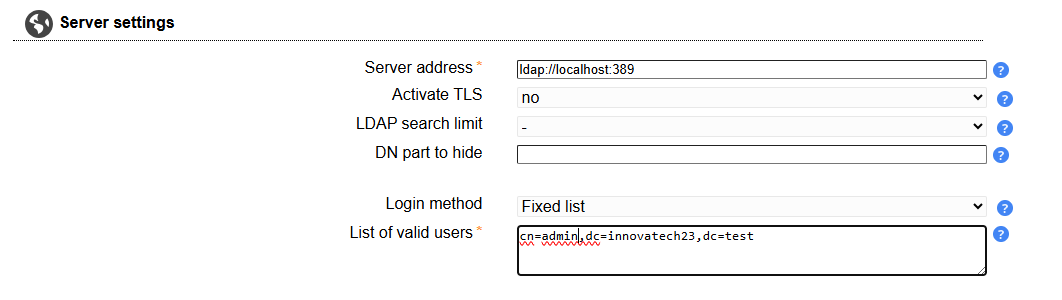 Server settings
Server address * ldap://localhost:389 ?
Activate TLS no ?
LDAP search limit - ?
DN part to hide ?
Login method Fixed list ?
List of valid users * cn=admin,dc=innovatech23,dc=test ?